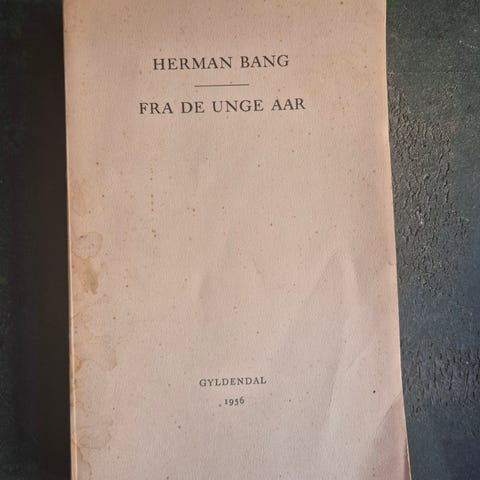 HERMAN BANG
FRA DE UNGE AAR
GYLDENDAL
1956